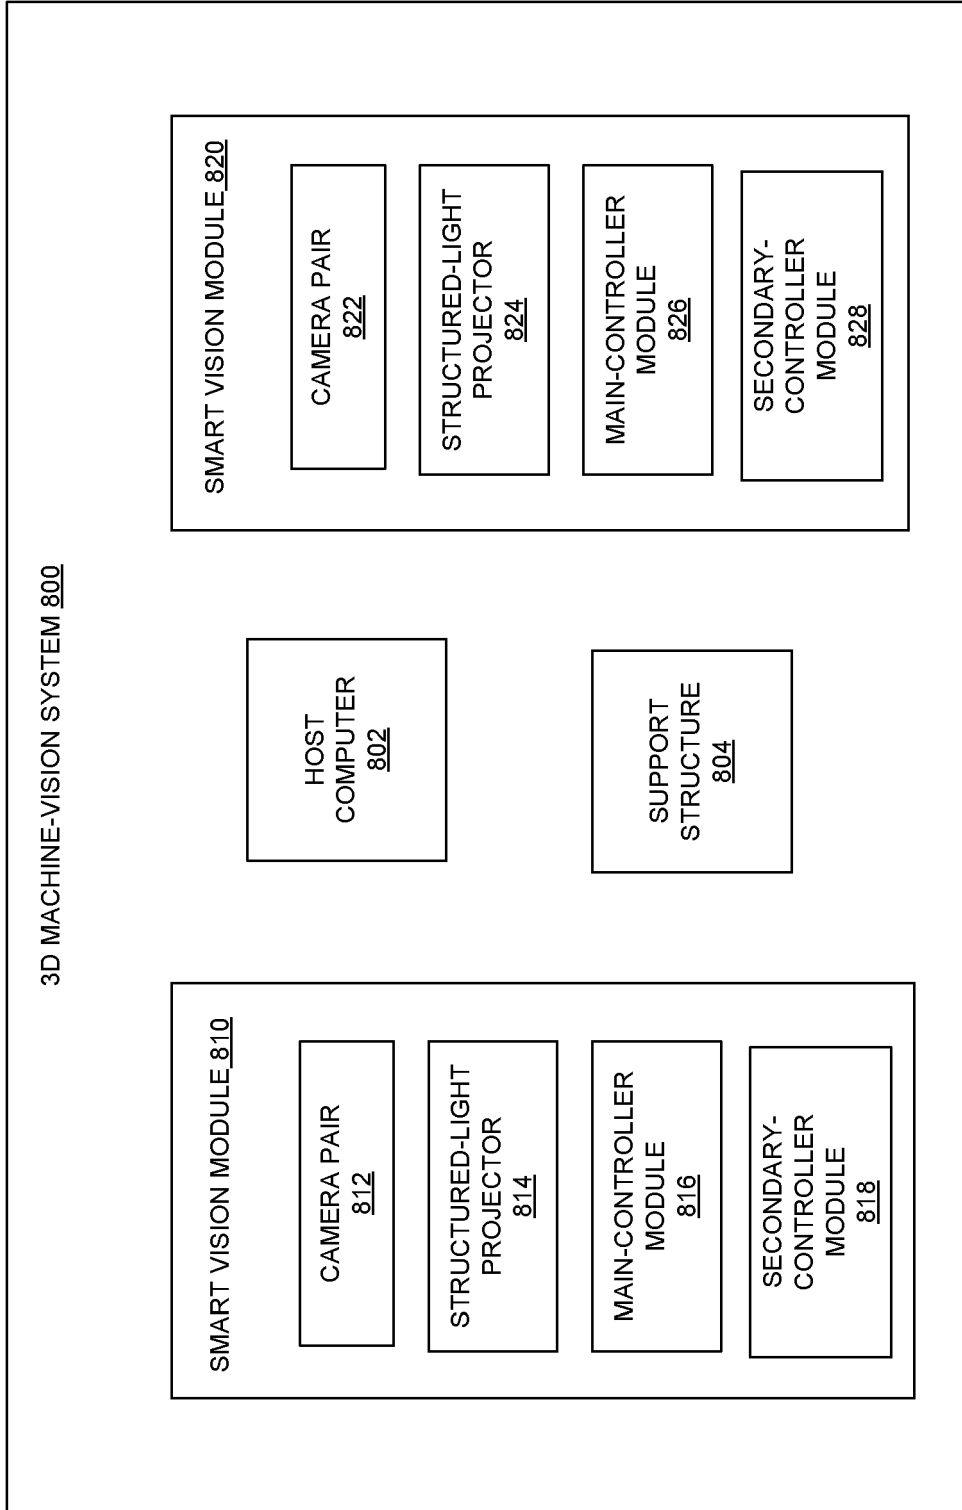 3D MACHINE-VISION SYSTEM 800
SMART VISION MODULE 810
CAMERA PAIR
812
STRUCTURED-LIGHT
PROJECTOR
814
MAIN-CONTROLLER
MODULE
816
SECONDARY-
CONTROLLER
MODULE
818
HOST
COMPUTER
802
SUPPORT
STRUCTURE
804
SMART VISION MODULE 820
CAMERA PAIR
822
STRUCTURED-LIGHT
PROJECTOR
824
MAIN-CONTROLLER
MODULE
826
SECONDARY-
CONTROLLER
MODULE
828